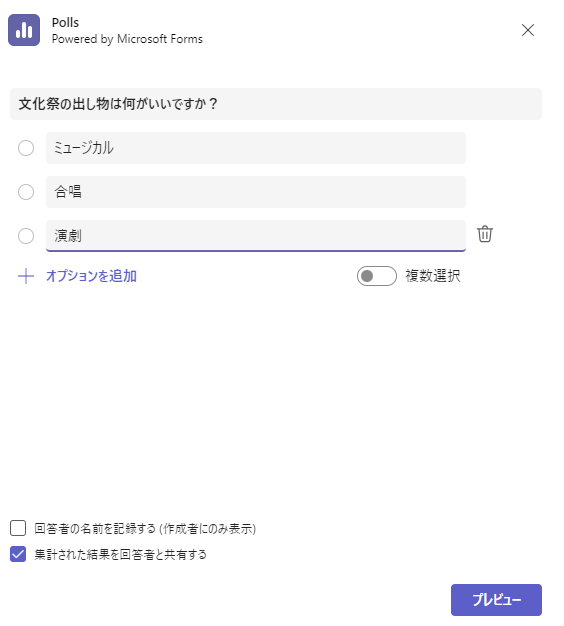 Polls
Powered by Microsoft Forms
文化祭の出し物は何がいいですか？
ミュージカル
合唱
演劇
オプションを追加
複数選択
回答者の名前を記録する (作成者にのみ表示)
集計された結果を回答者と共有する
プレビュー